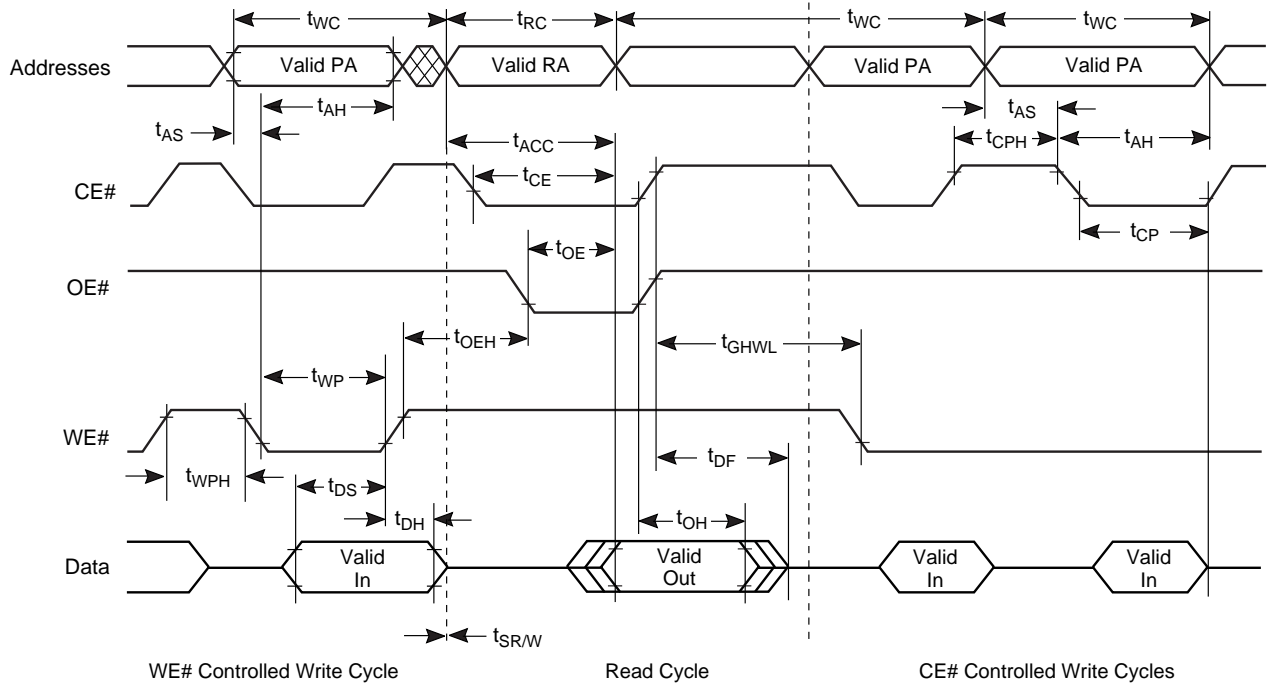 tWC tRC tWC tWC
Addresses Valid PA Valid RA Valid PA Valid PA
tAS tAH tAS
tACC tCPH tAH
CE# tCE
tOE tCP
OE#
tOEH tGHWL
tWP
WE#
tWPH tDS tDF
tDH tOH
Data Valid In Valid Out Valid In Valid In
tSR/W
WE# Controlled Write Cycle Read Cycle CE# Controlled Write Cycles